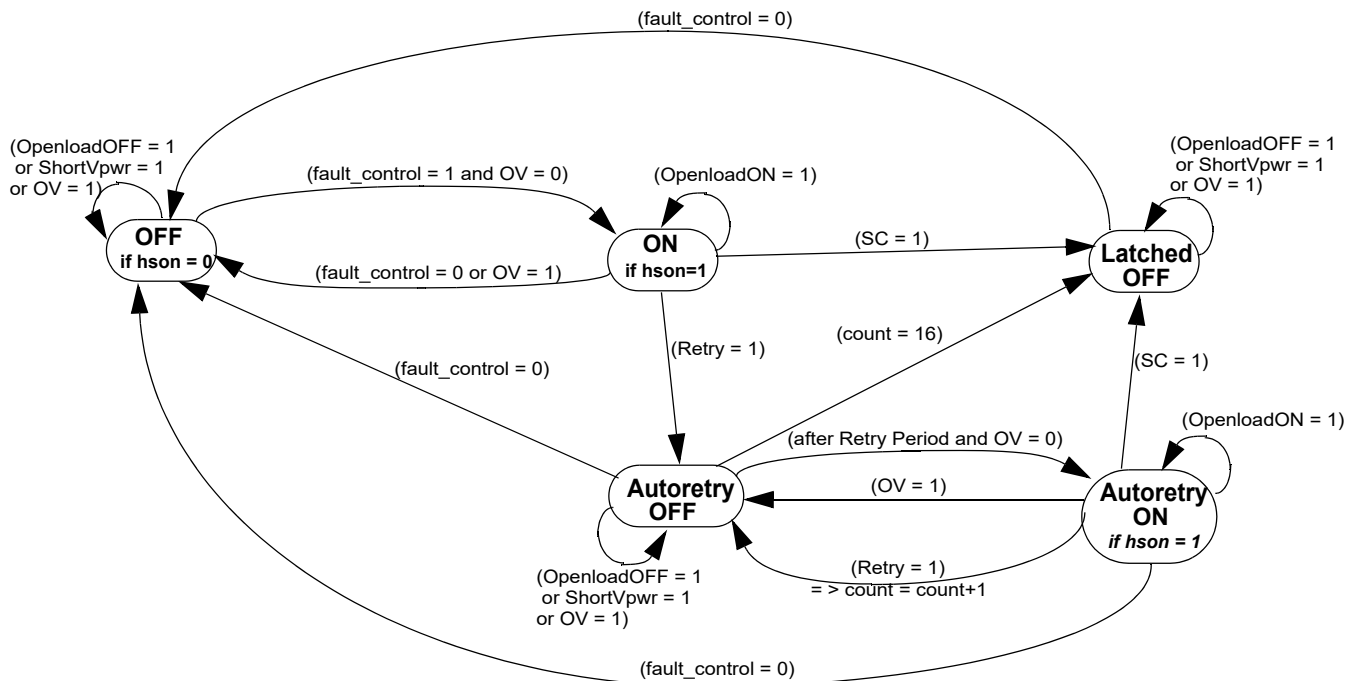 (fault_control = 0)
(OpenloadOFF = 1
or ShortVpwr = 1
or OV = 1)
(fault_control = 1 and OV = 0)
(OpenloadON = 1)
(OpenloadOFF = 1
or ShortVpwr = 1
or OV = 1)
OFF
if hson = 0
ON
if hson=1
(SC = 1)
Latched
OFF
(fault_control = 0 or OV = 1)
(Retry = 1)
(count = 16)
(fault_control = 0)
(SC = 1)
(OpenloadON = 1)
(after Retry Period and OV = 0)
Autoretry
OFF
(OV = 1)
Autoretry
ON
if hson = 1
(Retry = 1)
= > count = count+1
(OpenloadOFF = 1
or ShortVpwr = 1
or OV = 1)
(fault_control = 0)